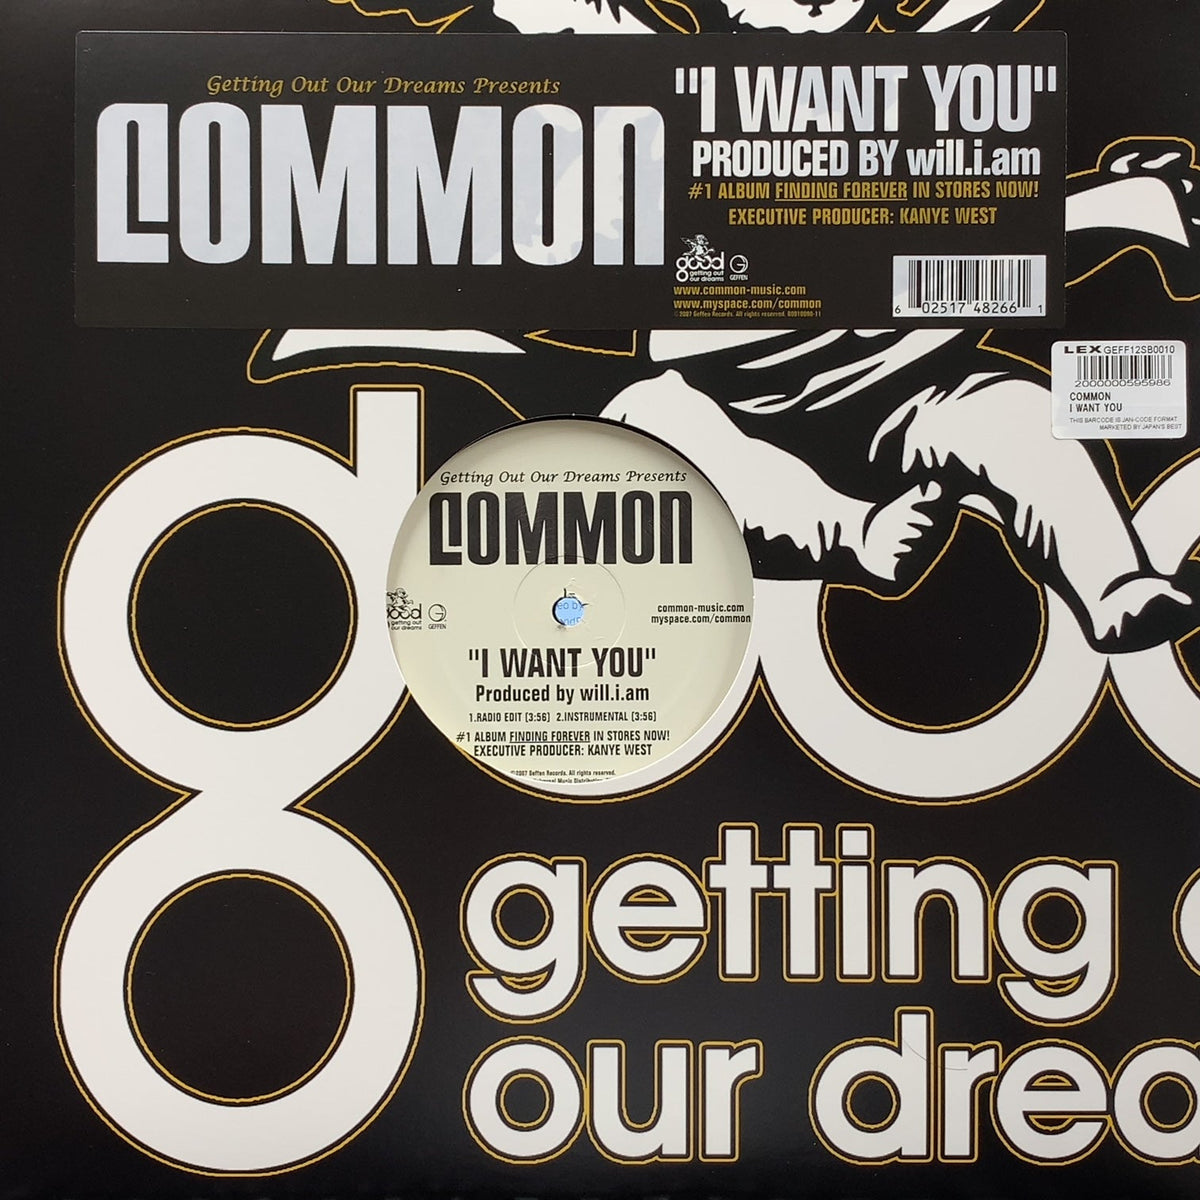 Getting Out Our Dreams Presents
COMMON
"I WANT YOU"
PRODUCED BY will.i.am
#1 ALBUM FINDING FOREVER IN STORES NOW!
EXECUTIVE PRODUCER: KANYE WEST
good
getting out
our dreams
GEFFEN
www.common-music.com
www.myspace.com/common
©2007 Geffen Records. All rights reserved. B0010090-11
6 02517 48266 1
LEX GEFF12SB0010
2000000595986
COMMON
I WANT YOU
THIS BARCODE IS JAN-CODE FORMAT
MARKETED BY JAPAN'S BEST
Getting Out Our Dreams Presents
COMMON
good
getting out
our dreams
GEFFEN
common-music.com
myspace.com/common
"I WANT YOU"
Produced by will.i.am
1.RADIO EDIT (3:56) 2.INSTRUMENTAL (3:56)
#1 ALBUM FINDING FOREVER IN STORES NOW!
EXECUTIVE PRODUCER: KANYE WEST
©2007 Geffen Records. All rights reserved.
getting
our drea